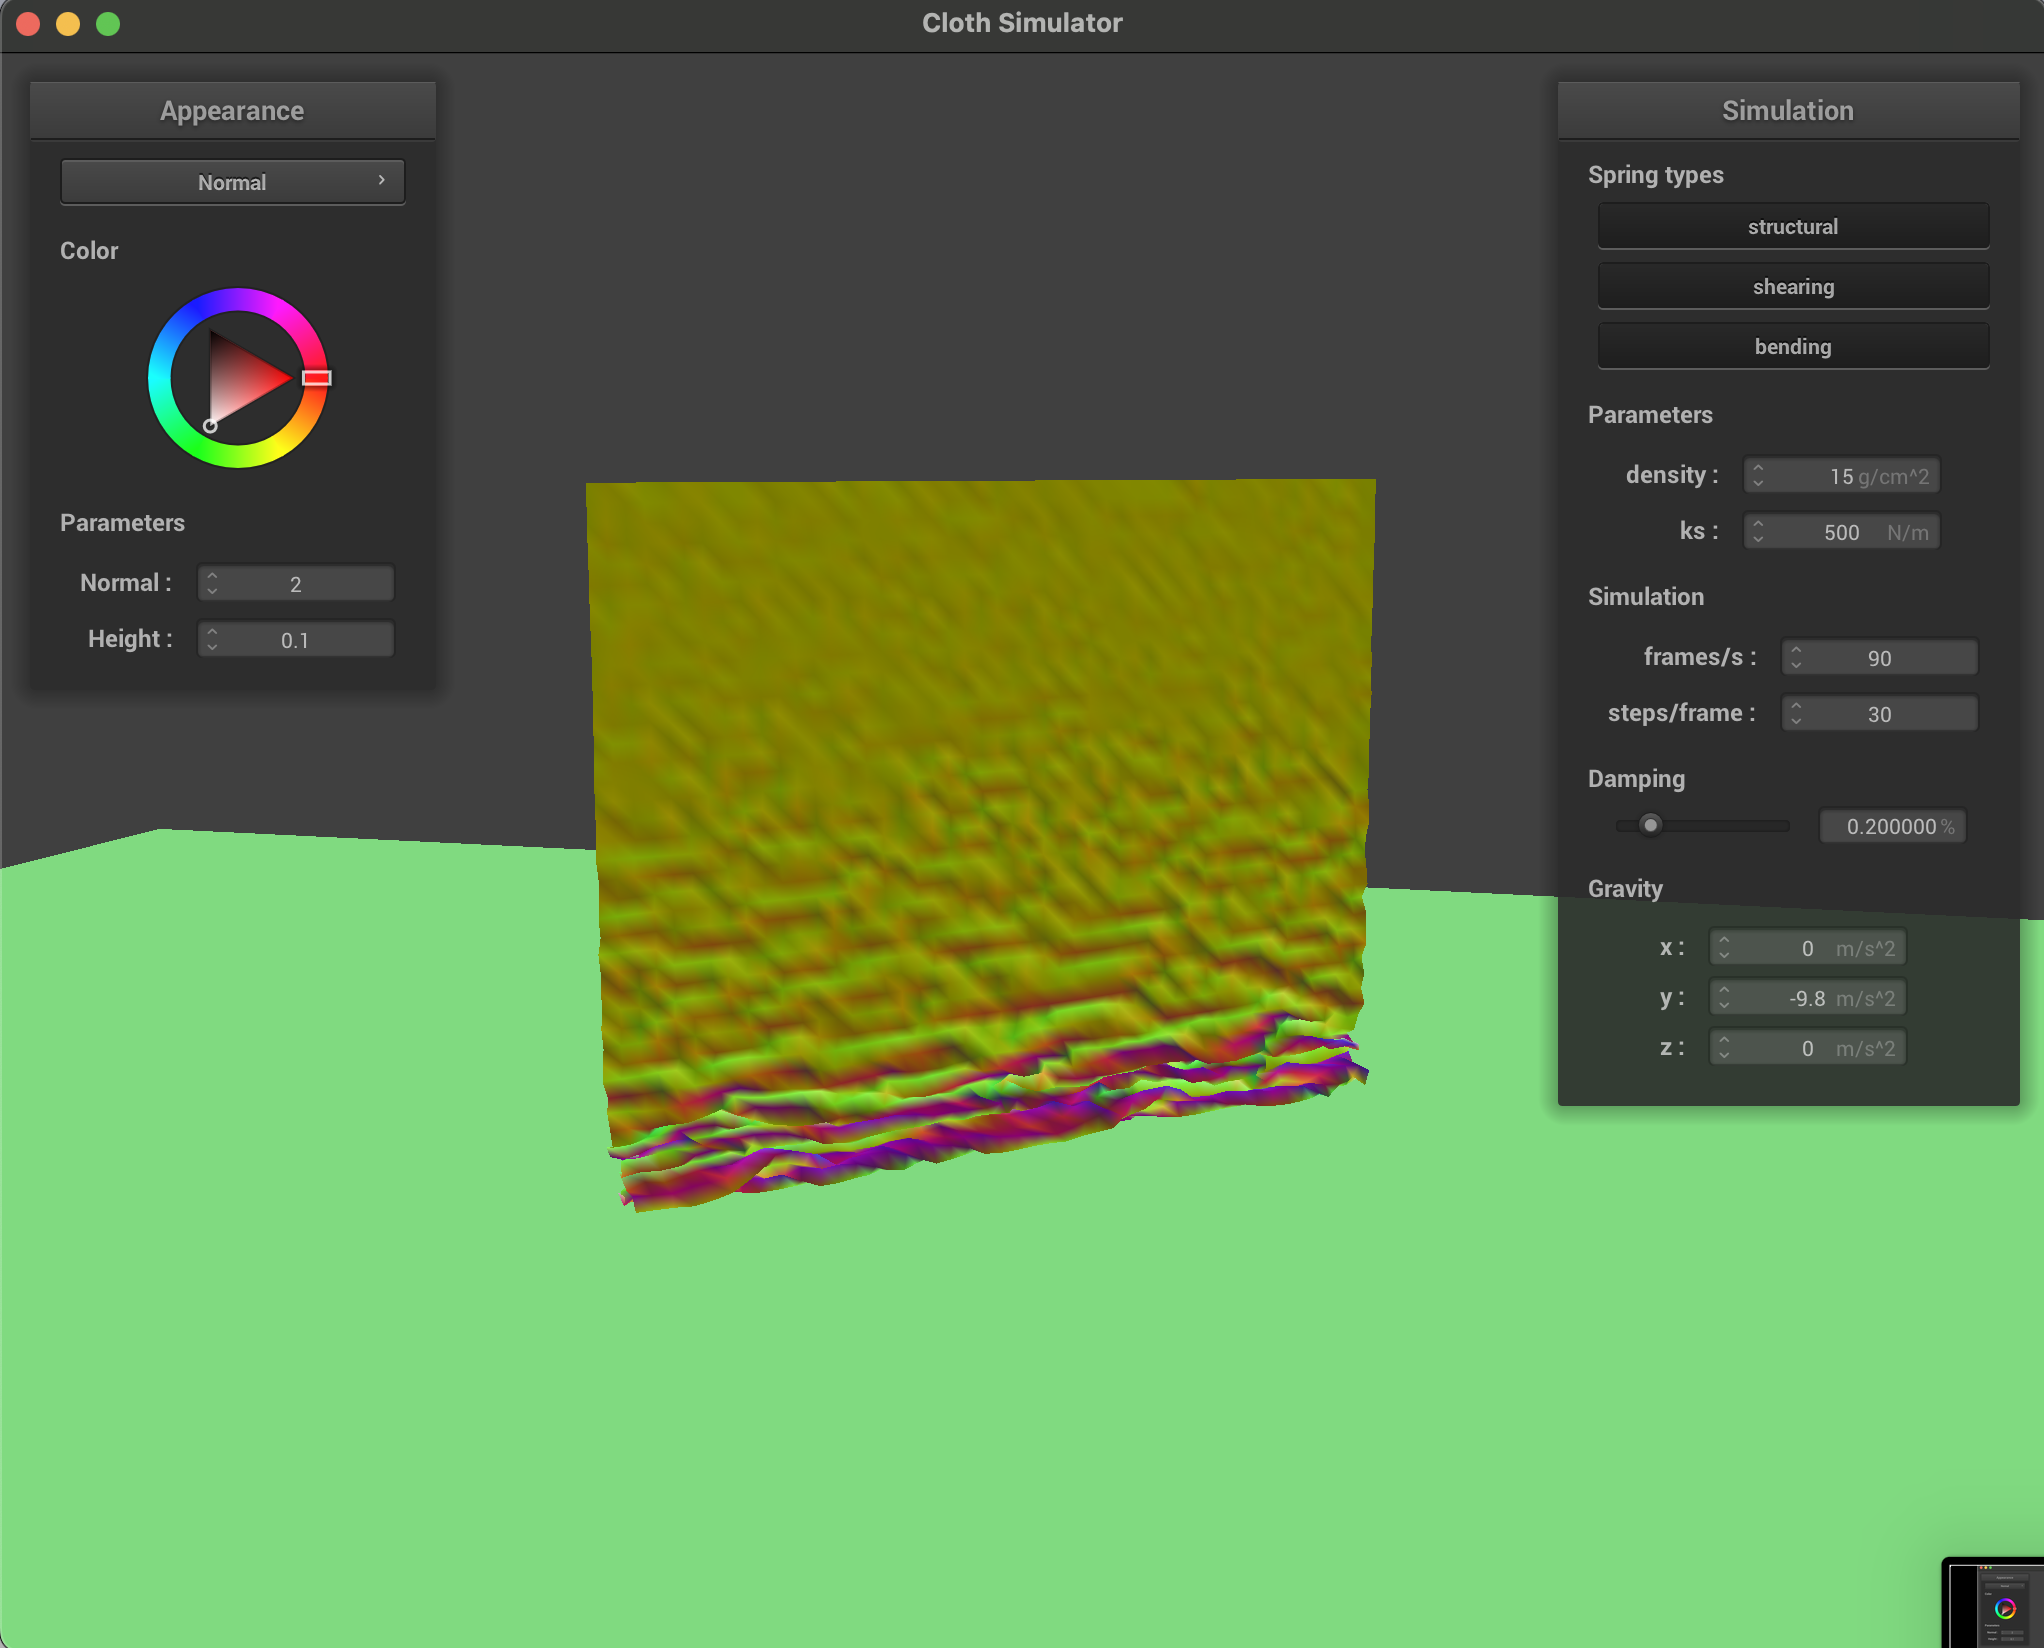 Cloth Simulator
Appearance
Normal
Color
Parameters
Normal : 2
Height : 0.1
Simulation
Spring types
structural
shearing
bending
Parameters
density : 15 g/cm^2
ks : 500 N/m
Simulation
frames/s : 90
steps/frame : 30
Damping
0.200000 %
Gravity
x : 0 m/s^2
y : -9.8 m/s^2
z : 0 m/s^2